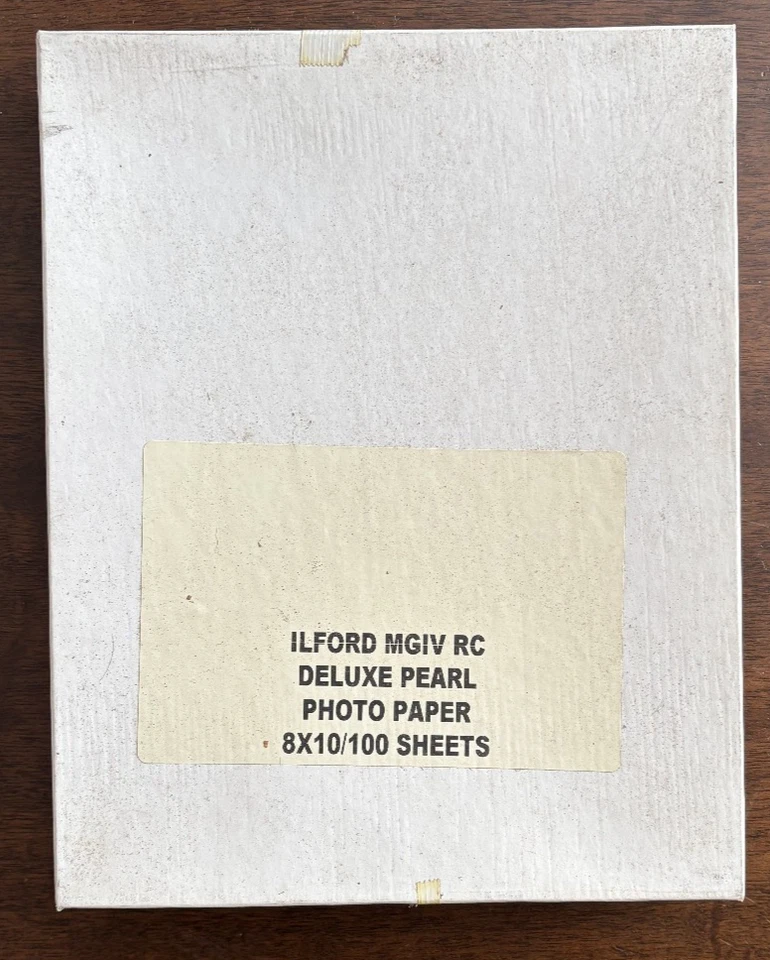 ILFORD MGIV RC
DELUXE PEARL
PHOTO PAPER
8X10/100 SHEETS